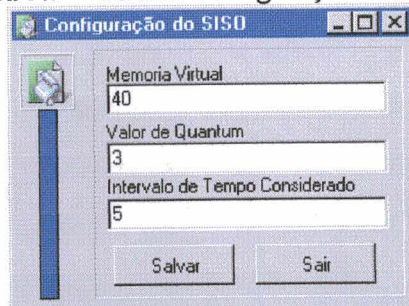 Configuração do SISO
Memoria Virtual
40
Valor de Quantum
3
Intervalo de Tempo Considerado
5
Salvar Sair